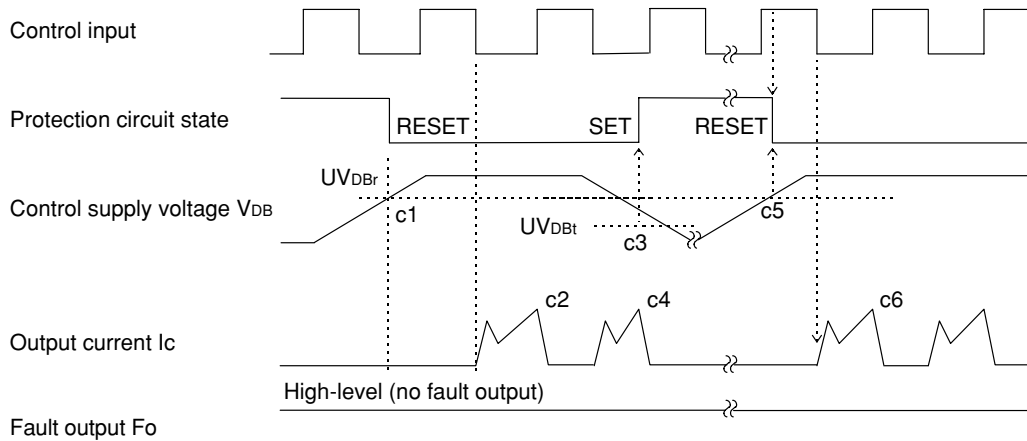 Control input
Protection circuit state
RESET
SET
RESET
UVDBr
Control supply voltage VDB
c1
UVDBt
c3
c5
c2
c4
c6
Output current Ic
High-level (no fault output)
Fault output Fo